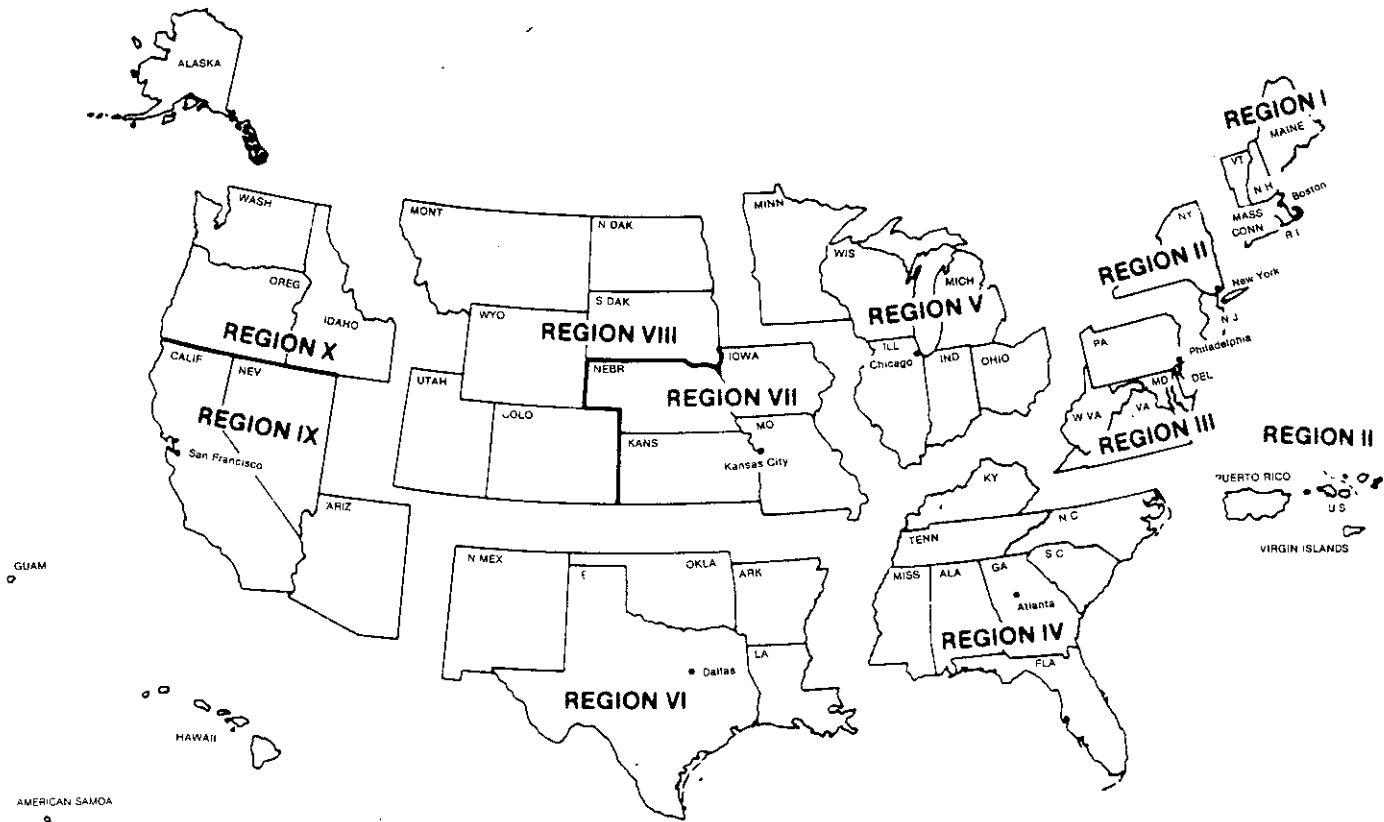 ALASKA
REGION I
MAINE
VT
N H
Boston
MASS
CONN
R I
WASH
MONT
N DAK
MINN
NY
OREG
WIS
MICH
REGION II
New York
N J
S DAK
IDAHO
WYO
REGION VIII
REGION V
REGION X
PA
Philadelphia
CALIF
NEV
UTAH
NEBR
IOWA
ILL
Chicago
IND
OHIO
MD
DEL
REGION VII
REGION IX
W VA
VA
REGION III
REGION II
KANS
MO
San Francisco
Kansas City
KY
PUERTO RICO
U S
VIRGIN ISLANDS
ARIZ
TENN
N C
S C
GUAM
N MEX
OKLA
ARK
MISS
ALA
GA
Atlanta
REGION IV
LA
FLA
Dallas
REGION VI
HAWAII
AMERICAN SAMOA